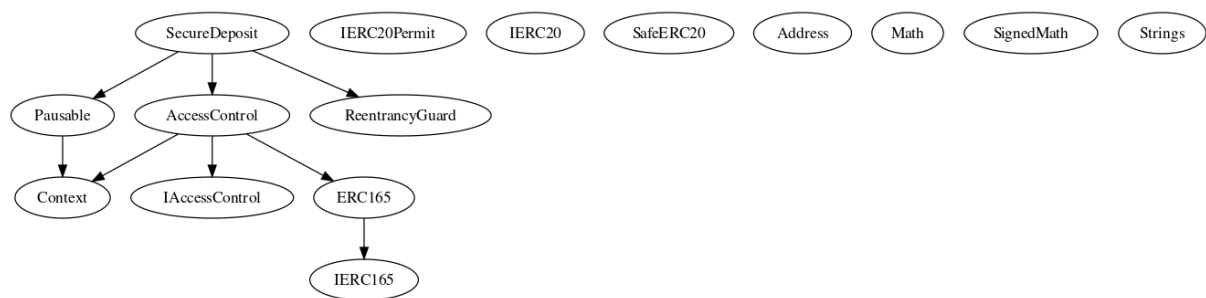 SecureDeposit
IERC20Permit
IERC20
SafeERC20
Address
Math
SignedMath
Strings
Pausable
AccessControl
ReentrancyGuard
Context
IAccessControl
ERC165
IERC165